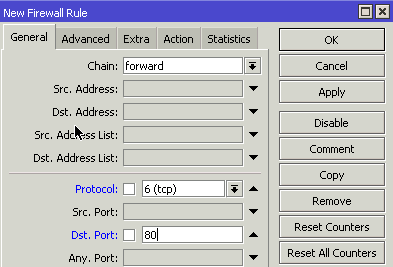 New Firewall Rule
General Advanced Extra Action Statistics
OK
Chain: forward
Cancel
Src. Address:
Apply
Dst. Address:
Disable
Src. Address List:
Comment
Dst. Address List:
Copy
Protocol: 6 (tcp)
Remove
Src. Port:
Reset Counters
Dst. Port: 80
Reset All Counters
Any. Port: